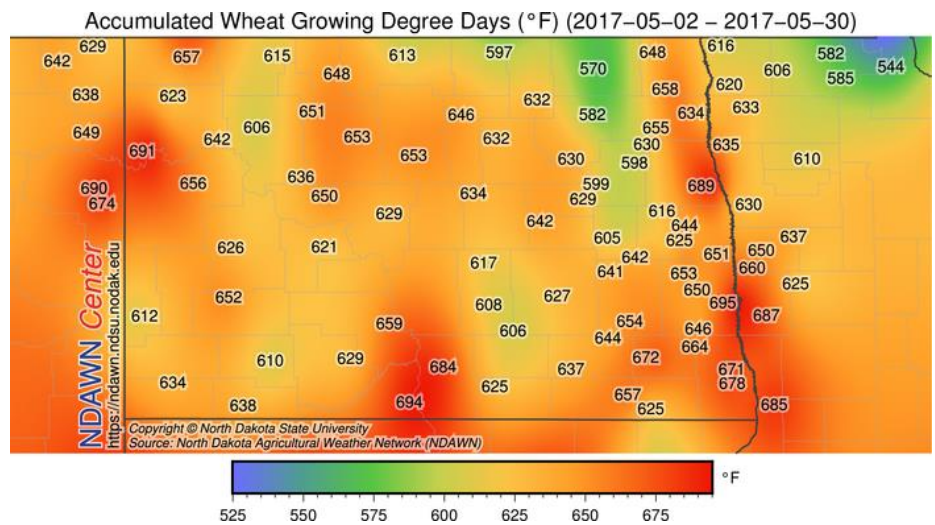 Accumulated Wheat Growing Degree Days (°F) (2017−05−02 − 2017−05−30)
629 657 615 613 597 648 616 582
642 648 570 606 585 544
638 623 651 646 632 658 620
649 606 653 582 634 633
642 632 655 635
691 653 630 630 610
598
690 656 636 634 599 689
674 650 629 630
629 642 616
644
626 621 605 625 637
617 642 651 650
641 653 660
652 608 627 650 625
612 659 606 654 695 687
644 646
610 629 664
684 637 672 671
634 625 678
638 694 657 625 685
NDAWN Center
https://ndawn.ndsu.nodak.edu
Copyright © North Dakota State University
Source: North Dakota Agricultural Weather Network (NDAWN)
°F
525 550 575 600 625 650 675